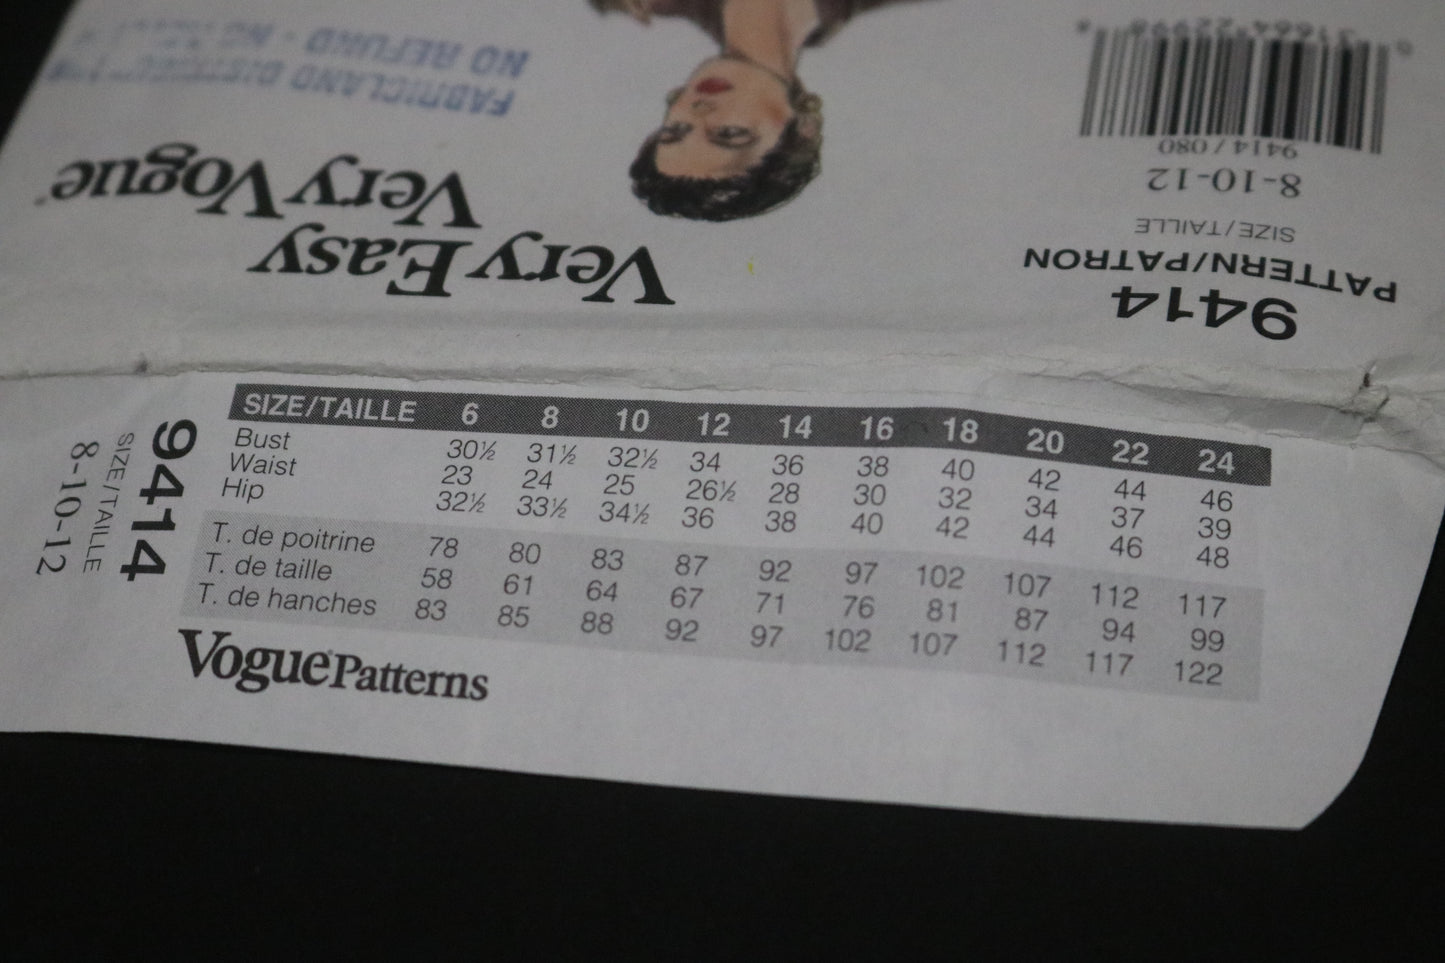 SIZE/TAILLE 6 8 10 12 14 16 18 20 22 24
Bust 30½ 31½ 32½ 34 36 38 40 42 44 46
Waist 23 24 25 26½ 28 30 32 34 37 39
Hip 32½ 33½ 34½ 36 38 40 42 44 46 48
T. de poitrine 78 80 83 87 92 97 102 107 112 117
T. de taille 58 61 64 67 71 76 81 87 94 99
T. de hanches 83 85 88 92 97 102 107 112 117 122
Vogue Patterns
9414
SIZE/TAILLE
8-10-12
9414
PATTERN/PATRON
SIZE/TAILLE
8-10-12
9414/080
Very Easy
Very Vogue
FABRICLAND
NO REFUND - NO